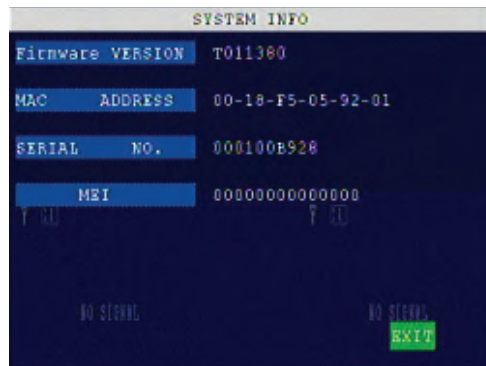 SYSTEM INFO
Firmware VERSION T011380
MAC ADDRESS 00-18-F5-05-92-01
SERIAL NO. 000100B928
MEI 00000000000000
NO SIGNAL NO SIGNAL
EXIT